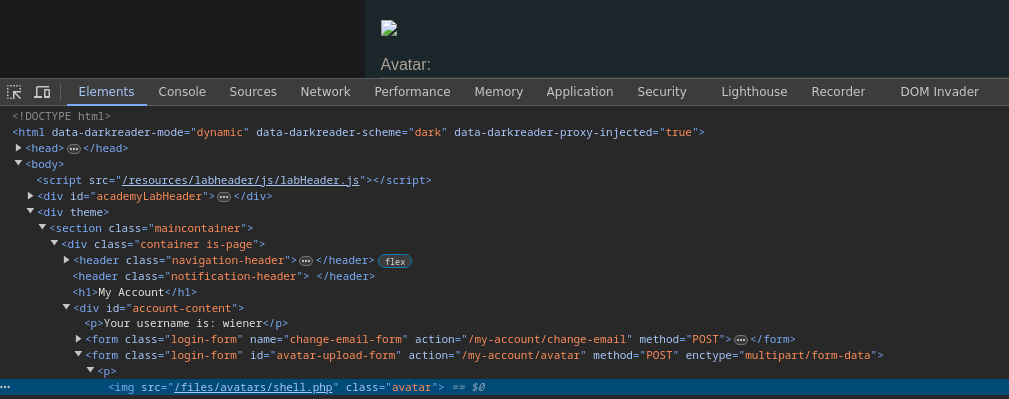 Avatar:
Elements Console Sources Network Performance Memory Application Security Lighthouse Recorder DOM Invader
<!DOCTYPE html>
<html data-darkreader-mode="dynamic" data-darkreader-scheme="dark" data-darkreader-proxy-injected="true">
<head>…</head>
<body>
<script src="/resources/labheader/js/labHeader.js"></script>
<div id="academyLabHeader">…</div>
<div theme>
<section class="maincontainer">
<div class="container is-page">
<header class="navigation-header">…</header> flex
<header class="notification-header"> </header>
<h1>My Account</h1>
<div id="account-content">
<p>Your username is: wiener</p>
<form class="login-form" name="change-email-form" action="/my-account/change-email" method="POST">…</form>
<form class="login-form" id="avatar-upload-form" action="/my-account/avatar" method="POST" enctype="multipart/form-data">
<p>
… <img src="/files/avatars/shell.php" class="avatar"> == $0